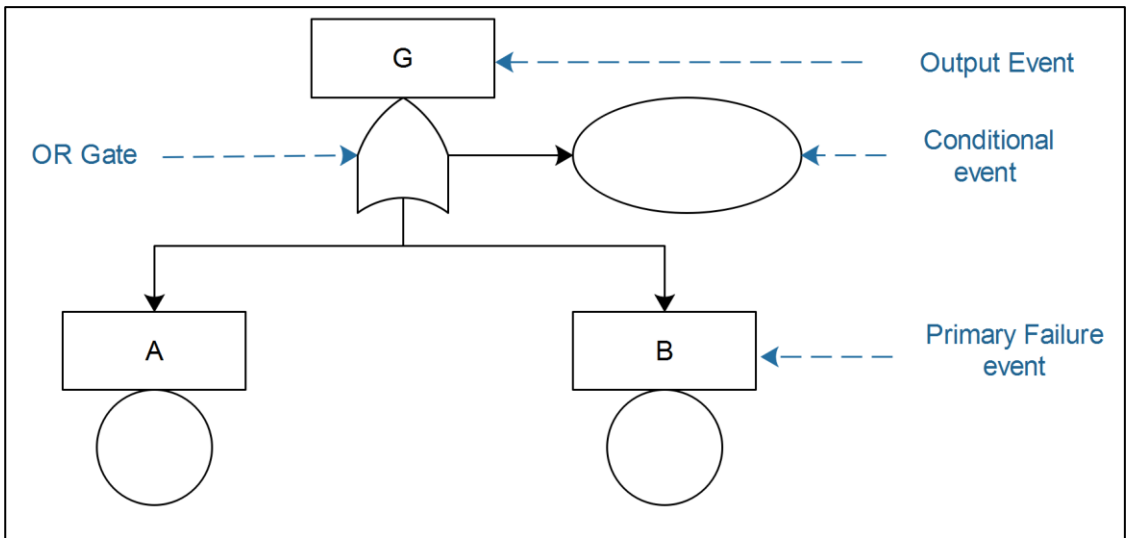 G
Output Event
OR Gate
Conditional
event
A
B
Primary Failure
event